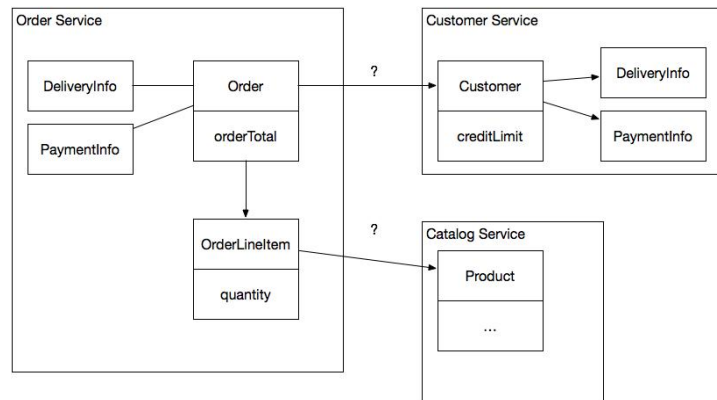 Order Service
DeliveryInfo
Order
PaymentInfo
orderTotal
OrderLineItem
quantity
?
?
Customer Service
Customer
DeliveryInfo
creditLimit
PaymentInfo
Catalog Service
Product
...